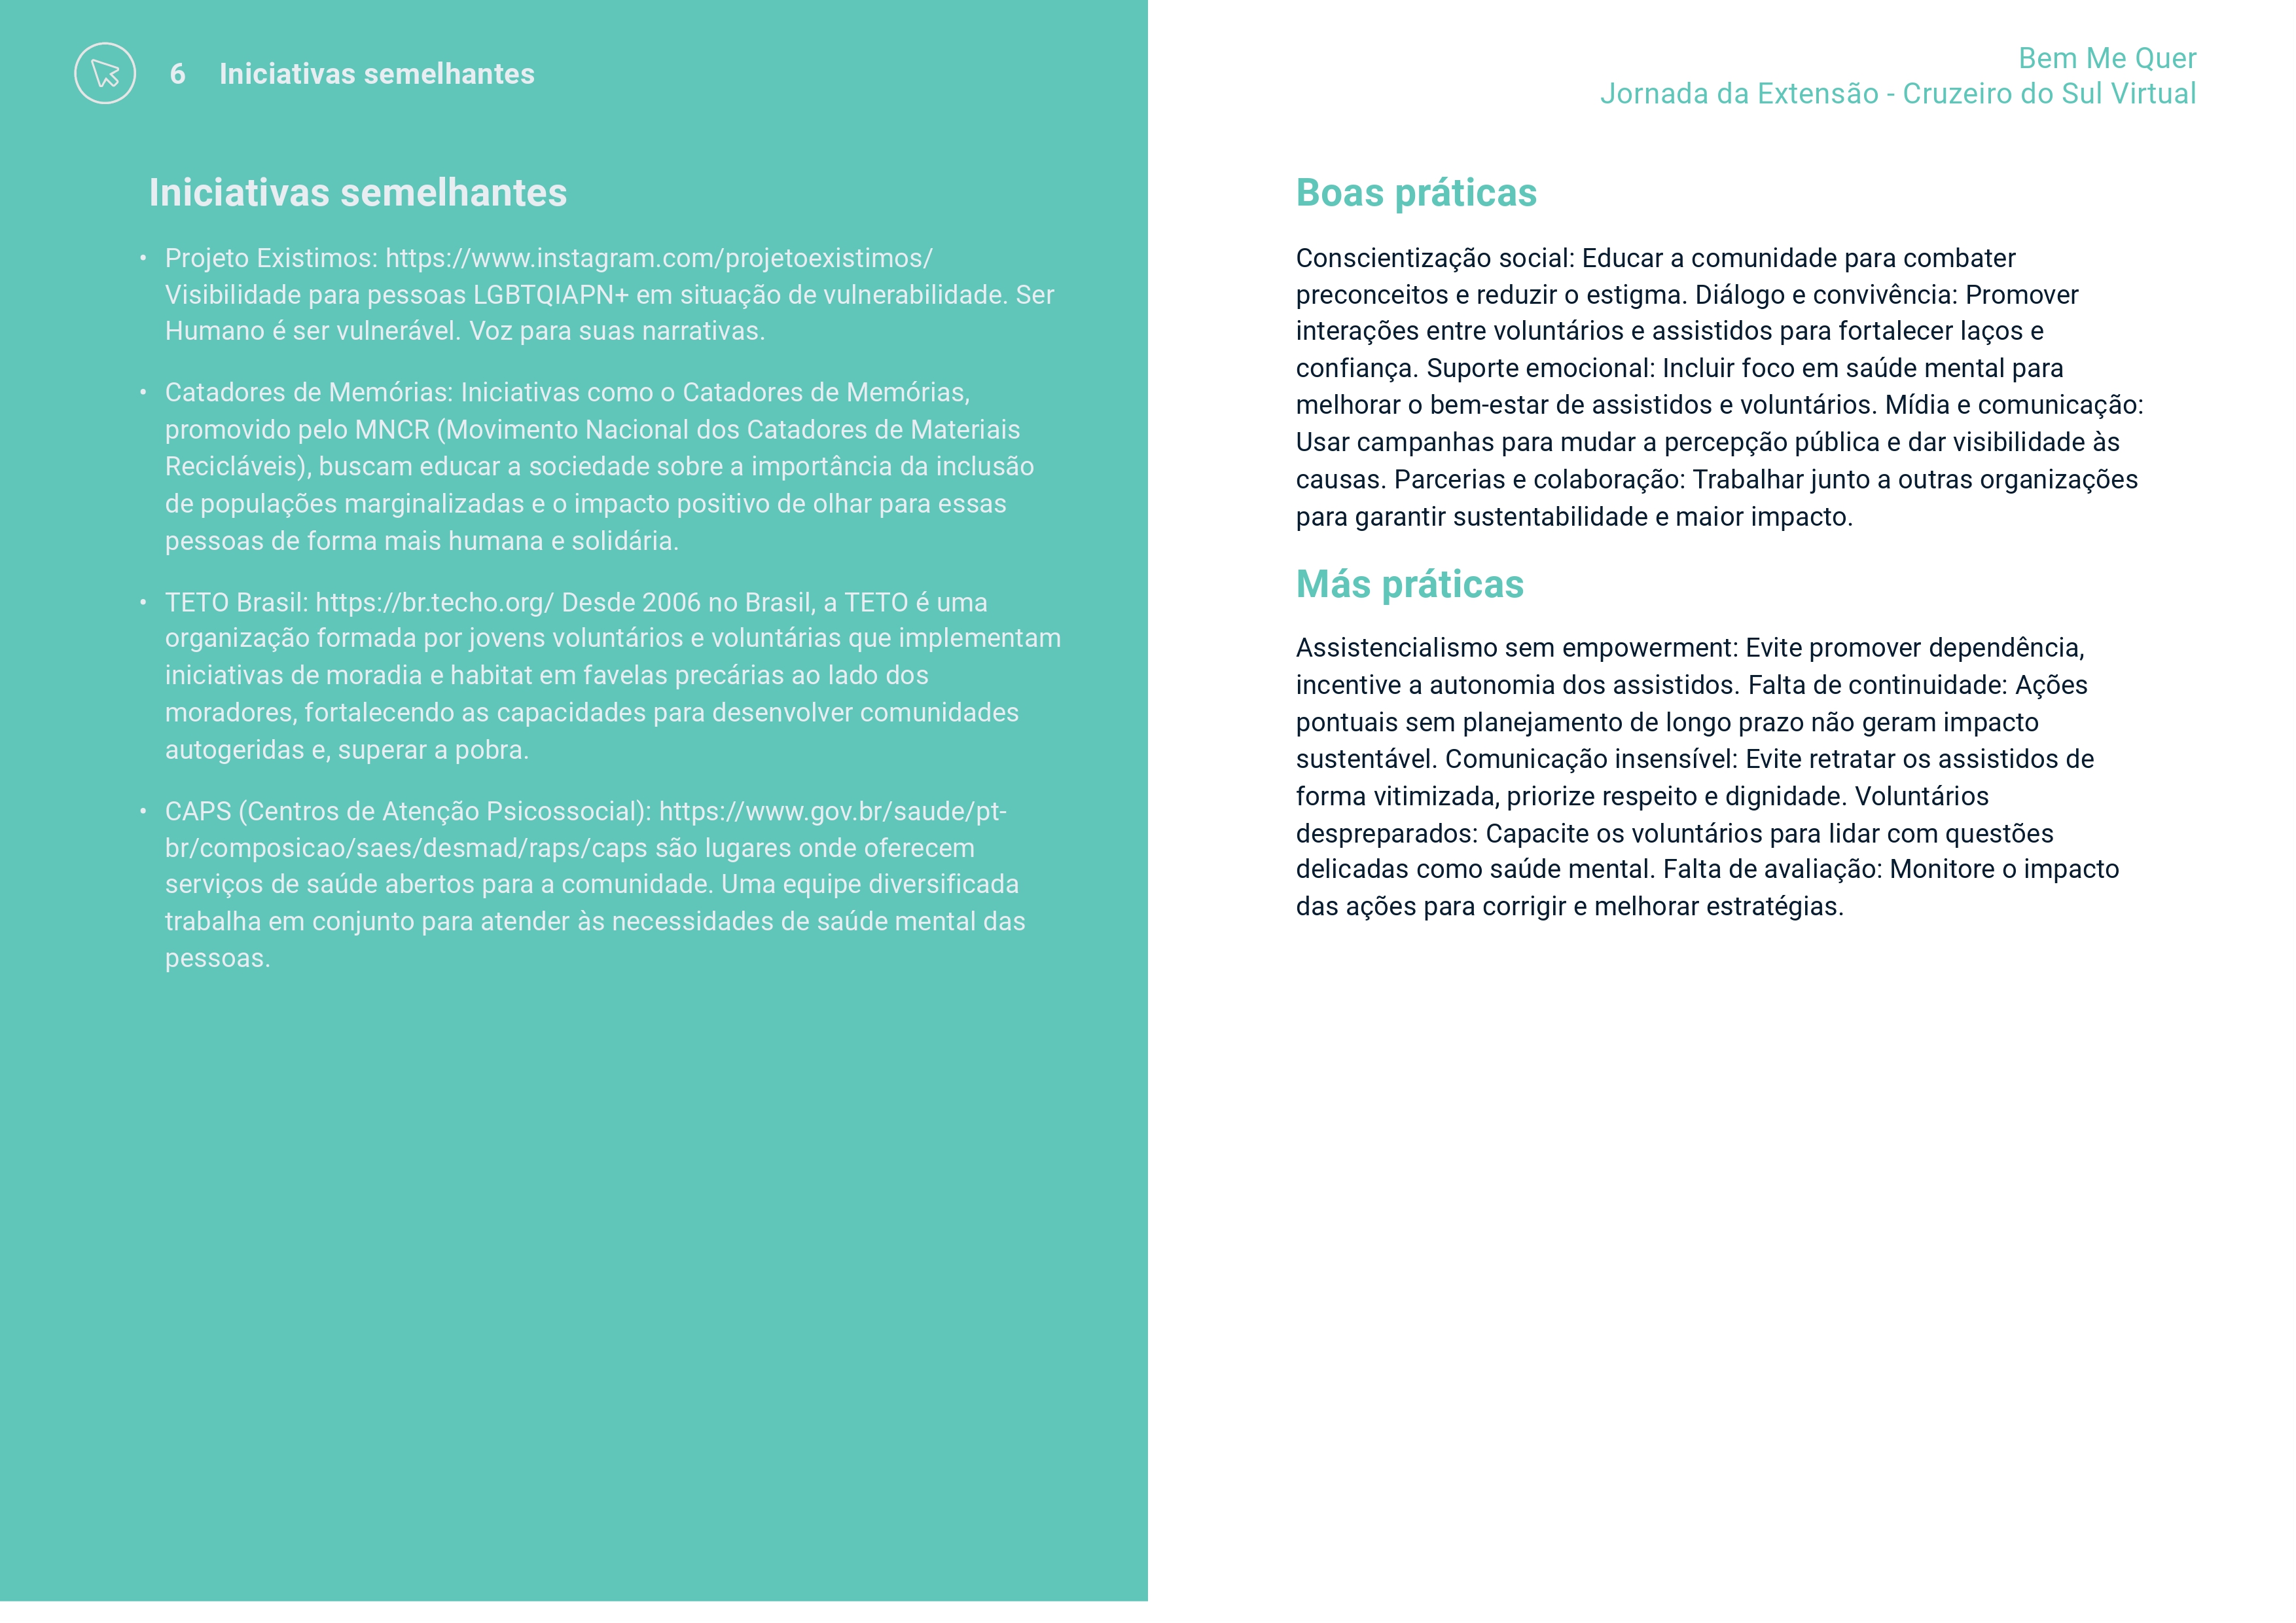 6 Iniciativas semelhantes
Bem Me Quer
Jornada da Extensão - Cruzeiro do Sul Virtual
Iniciativas semelhantes
• Projeto Existimos: https://www.instagram.com/projetoexistimos/
Visibilidade para pessoas LGBTQIAPN+ em situação de vulnerabilidade. Ser
Humano é ser vulnerável. Voz para suas narrativas.
• Catadores de Memórias: Iniciativas como o Catadores de Memórias,
promovido pelo MNCR (Movimento Nacional dos Catadores de Materiais
Recicláveis), buscam educar a sociedade sobre a importância da inclusão
de populações marginalizadas e o impacto positivo de olhar para essas
pessoas de forma mais humana e solidária.
• TETO Brasil: https://br.techo.org/ Desde 2006 no Brasil, a TETO é uma
organização formada por jovens voluntários e voluntárias que implementam
iniciativas de moradia e habitat em favelas precárias ao lado dos
moradores, fortalecendo as capacidades para desenvolver comunidades
autogeridas e, superar a pobra.
• CAPS (Centros de Atenção Psicossocial): https://www.gov.br/saude/pt-
br/composicao/saes/desmad/raps/caps são lugares onde oferecem
serviços de saúde abertos para a comunidade. Uma equipe diversificada
trabalha em conjunto para atender às necessidades de saúde mental das
pessoas.
Boas práticas
Conscientização social: Educar a comunidade para combater
preconceitos e reduzir o estigma. Diálogo e convivência: Promover
interações entre voluntários e assistidos para fortalecer laços e
confiança. Suporte emocional: Incluir foco em saúde mental para
melhorar o bem-estar de assistidos e voluntários. Mídia e comunicação:
Usar campanhas para mudar a percepção pública e dar visibilidade às
causas. Parcerias e colaboração: Trabalhar junto a outras organizações
para garantir sustentabilidade e maior impacto.
Más práticas
Assistencialismo sem empowerment: Evite promover dependência,
incentive a autonomia dos assistidos. Falta de continuidade: Ações
pontuais sem planejamento de longo prazo não geram impacto
sustentável. Comunicação insensível: Evite retratar os assistidos de
forma vitimizada, priorize respeito e dignidade. Voluntários
despreparados: Capacite os voluntários para lidar com questões
delicadas como saúde mental. Falta de avaliação: Monitore o impacto
das ações para corrigir e melhorar estratégias.